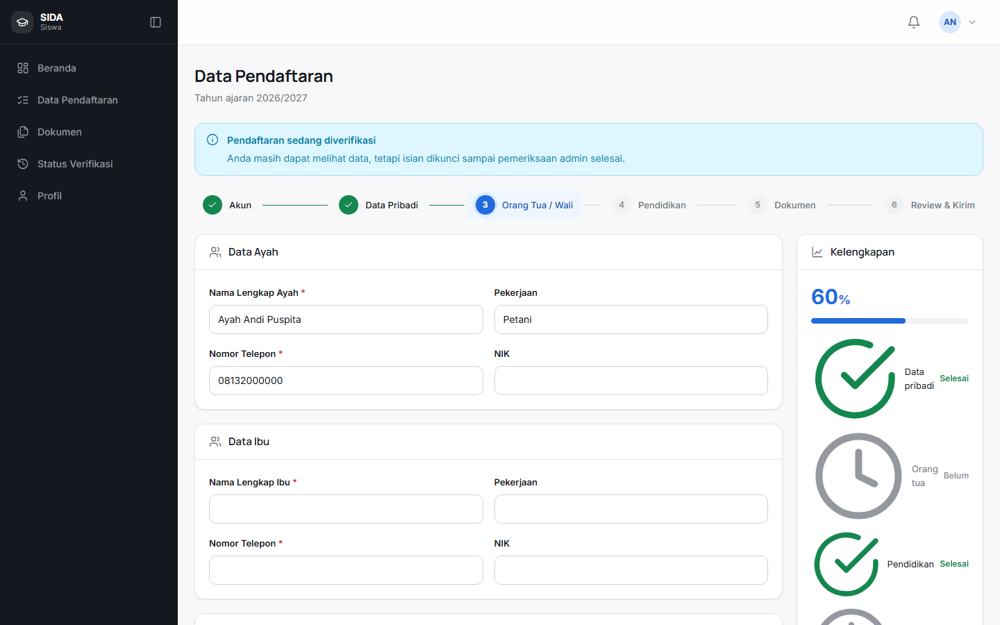 SIDA
Siswa
Beranda
Data Pendaftaran
Dokumen
Status Verifikasi
Profil
AN
Data Pendaftaran
Tahun ajaran 2026/2027
Pendaftaran sedang diverifikasi
Anda masih dapat melihat data, tetapi isian dikunci sampai pemeriksaan admin selesai.
Akun
Data Pribadi
3 Orang Tua / Wali
4 Pendidikan
5 Dokumen
6 Review & Kirim
Data Ayah
Nama Lengkap Ayah *
Pekerjaan
Ayah Andi Puspita
Petani
Nomor Telepon *
NIK
08132000000
Data Ibu
Nama Lengkap Ibu *
Pekerjaan
Nomor Telepon *
NIK
Kelengkapan
60%
Data pribadi Selesai
Orang tua Belum
Pendidikan Selesai